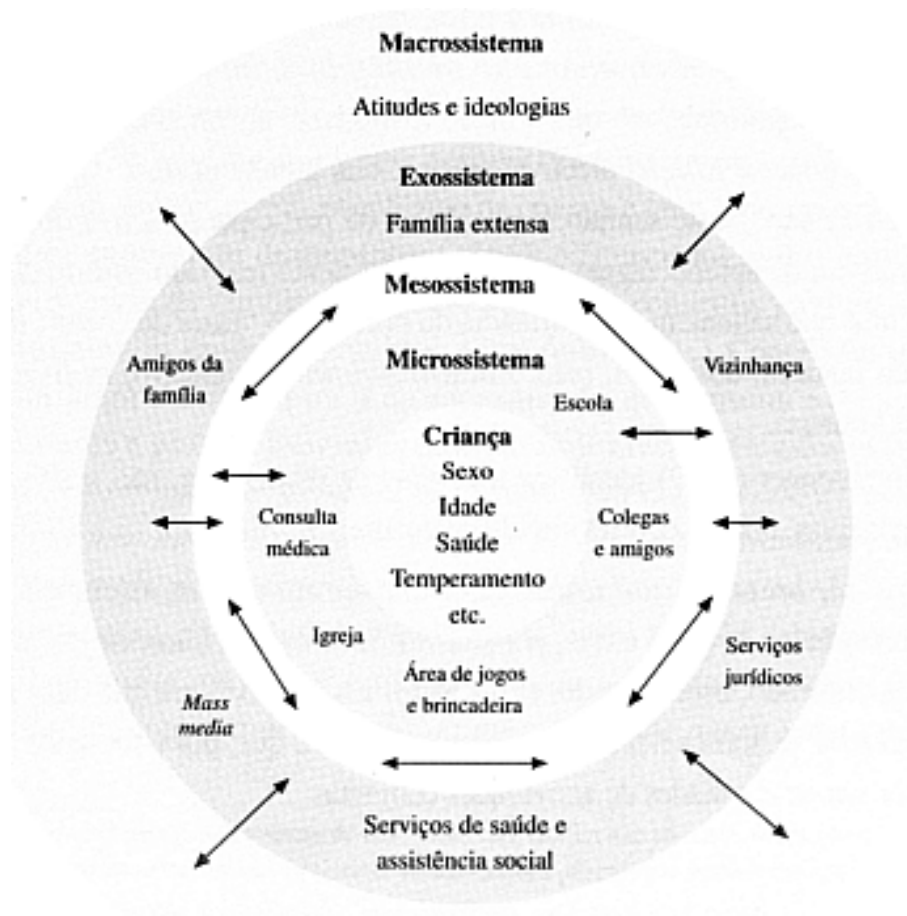 Macrossistema
Atitudes e ideologias
Exossistema
Família extensa
Mesossistema
Microssistema
Amigos da
família
Vizinhança
Escola
Criança
Sexo
Idade
Saúde
Temperamento
etc.
Consulta
médica
Colegas
e amigos
Igreja
Área de jogos
e brincadeira
Serviços
jurídicos
Mass
media
Serviços de saúde e
assistência social